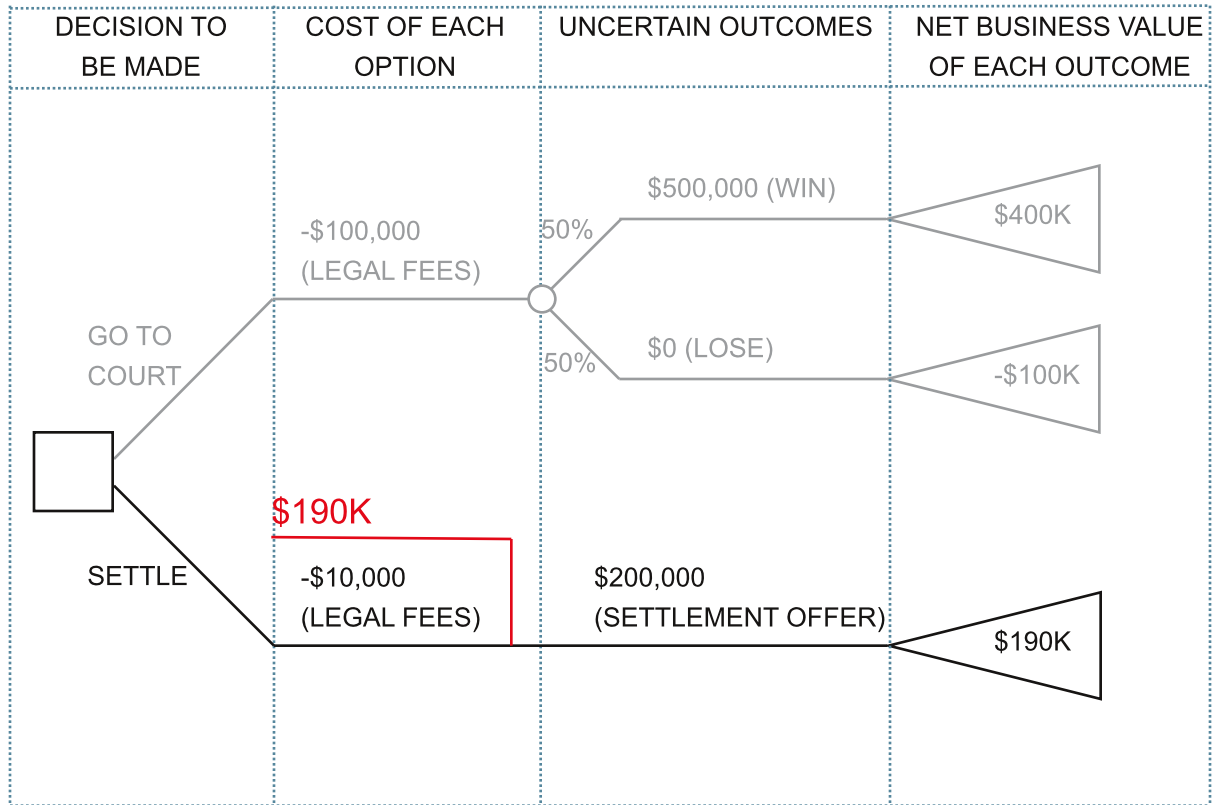 DECISION TO
BE MADE
COST OF EACH
OPTION
UNCERTAIN OUTCOMES
NET BUSINESS VALUE
OF EACH OUTCOME
GO TO
COURT
-$100,000
(LEGAL FEES)
50%
$500,000 (WIN)
$400K
50%
$0 (LOSE)
-$100K
SETTLE
$190K
-$10,000
(LEGAL FEES)
$200,000
(SETTLEMENT OFFER)
$190K